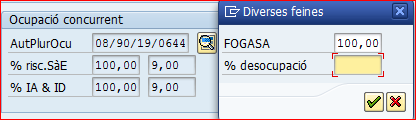 Ocupació concurrent
AutPlurOcu 08/90/19/0644
% risc.SàE 100,00 9,00
% IA & ID 100,00 9,00
Diverses feines
FOGASA 100,00
% desocupació